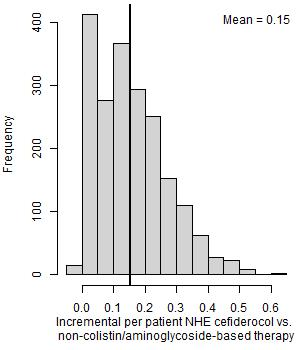 Mean = 0.15
Frequency
400
300
200
100
0
0.0 0.1 0.2 0.3 0.4 0.5 0.6
Incremental per patient NHE cefiderocol vs.
non-colistin/aminoglycoside-based therapy